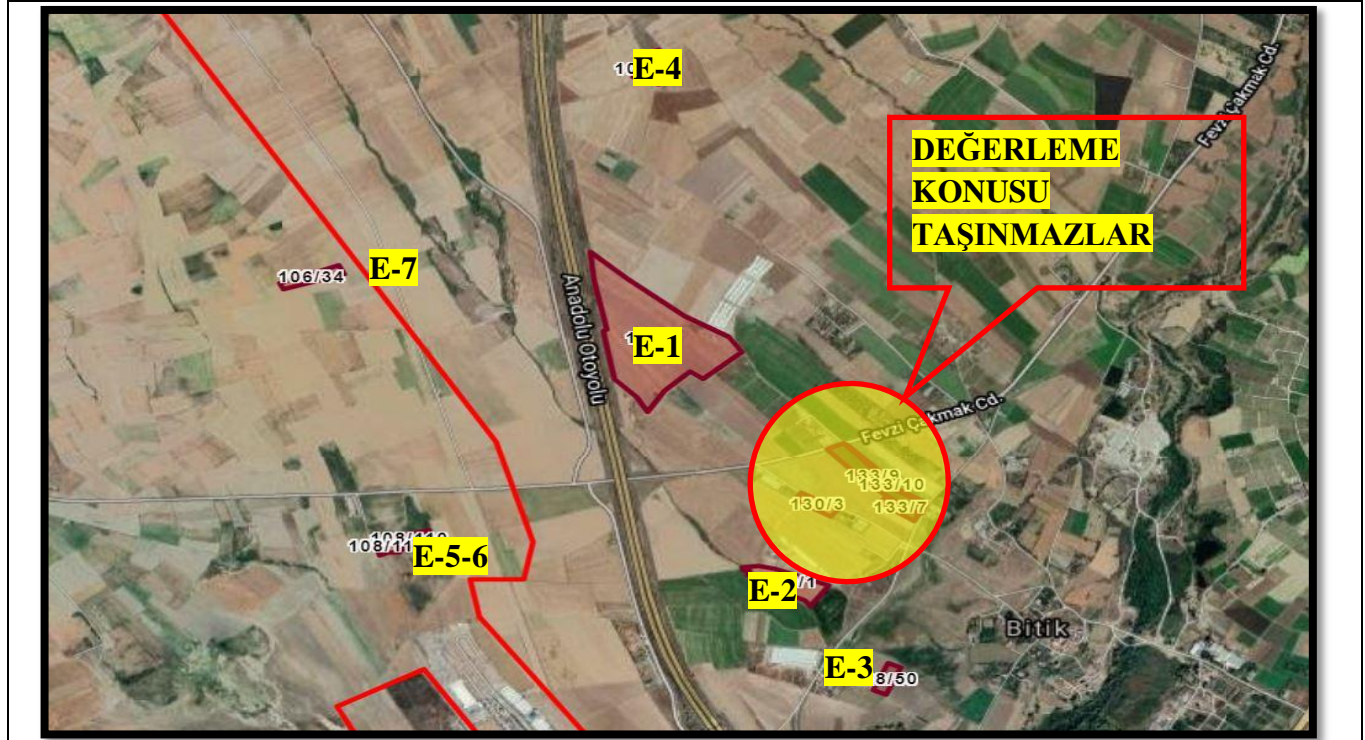 E-4
Fevzi Çakmak Cd.
DEĞERLEME
KONUSU
TAŞINMAZLAR
106/34
E-7
Anadolu Otoyolu
E-1
Fevzi Çakmak Cd.
133/9
133/10
130/3
133/7
E-5-6
E-2
Bitik
E-3
8/50